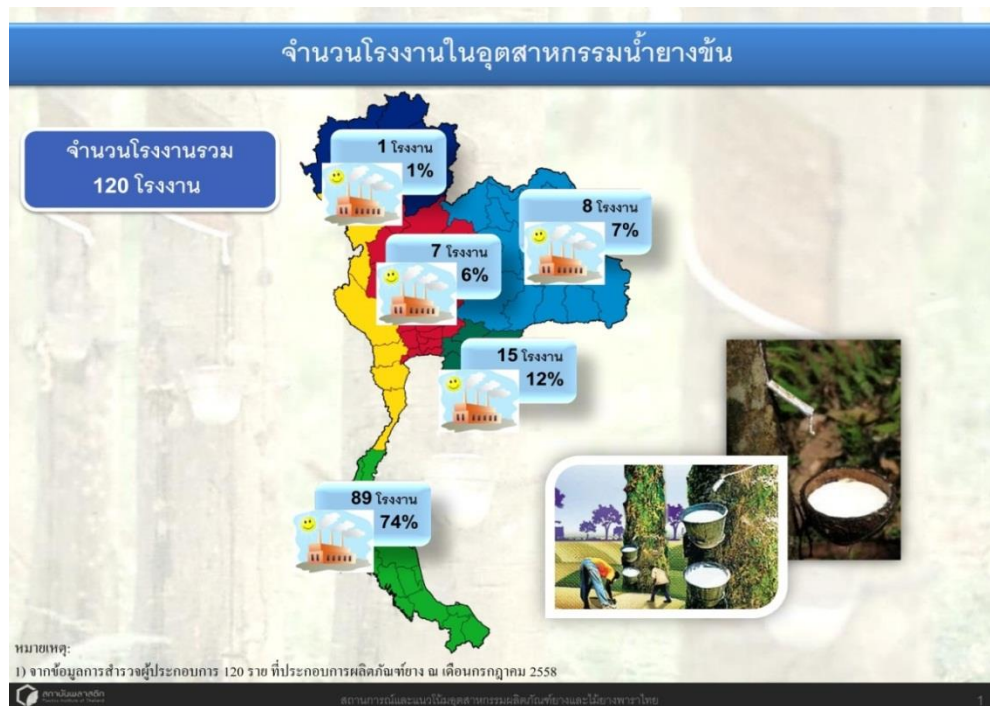 จำนวนโรงงานในอุตสาหกรรมน้ำยางข้น
จำนวนโรงงานรวม
120 โรงงาน
1 โรงงาน
1%
8 โรงงาน
7%
7 โรงงาน
6%
15 โรงงาน
12%
89 โรงงาน
74%
หมายเหตุ:
1) จากข้อมูลการสำรวจผู้ประกอบการ 120 ราย ที่ประกอบการผลิตภัณฑ์ยาง ณ เดือนกรกฎาคม 2558
สถาบันพลาสติก
Plastics Institute of Thailand
สถานการณ์และแนวโน้มอุตสาหกรรมผลิตภัณฑ์ยางและไม้ยางพาราไทย
1